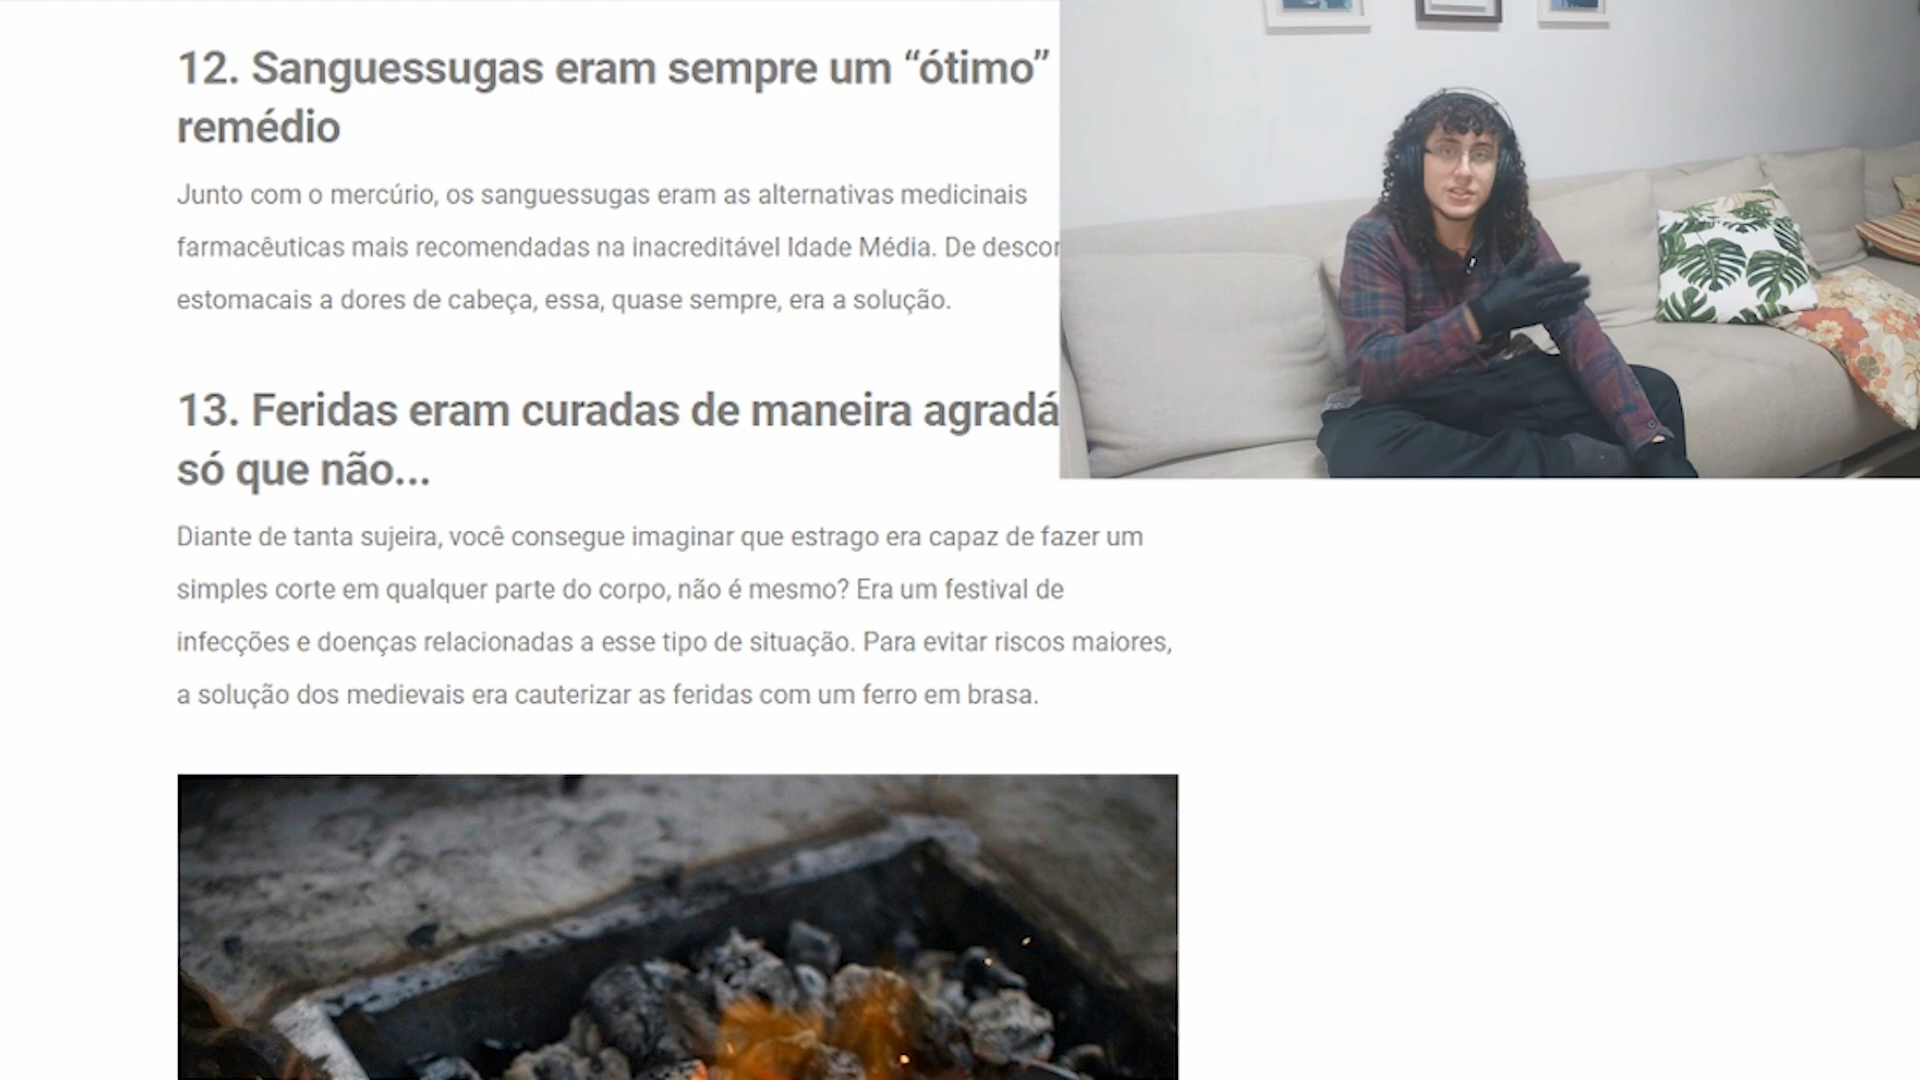 12. Sanguessugas eram sempre um “ótimo”
remédio
Junto com o mercúrio, os sanguessugas eram as alternativas medicinais
farmacêuticas mais recomendadas na inacreditável Idade Média. De
estomacais a dores de cabeça, essa, quase sempre, era a solução.
13. Feridas eram curadas de maneira
só que não...
Diante de tanta sujeira, você consegue imaginar que estrago era capaz de fazer um
simples corte em qualquer parte do corpo, não é mesmo? Era um festival de
infecções e doenças relacionadas a esse tipo de situação. Para evitar riscos maiores,
a solução dos medievais era cauterizar as feridas com um ferro em brasa.